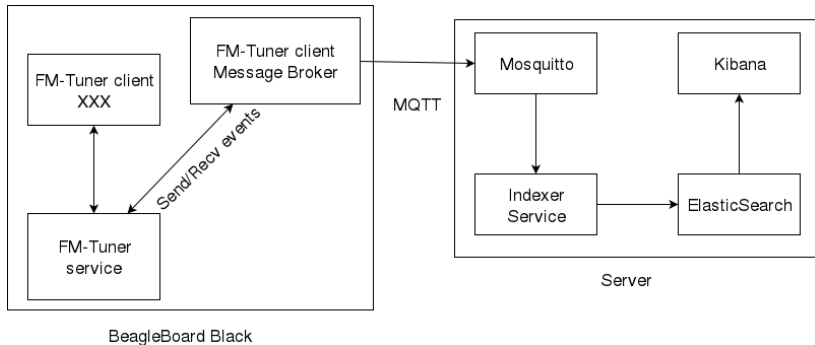 FM-Tuner client
XXX
FM-Tuner client
Message Broker
Send/Recv events
FM-Tuner
service
BeagleBoard Black
MQTT
Mosquitto
Kibana
Indexer
Service
ElasticSearch
Server